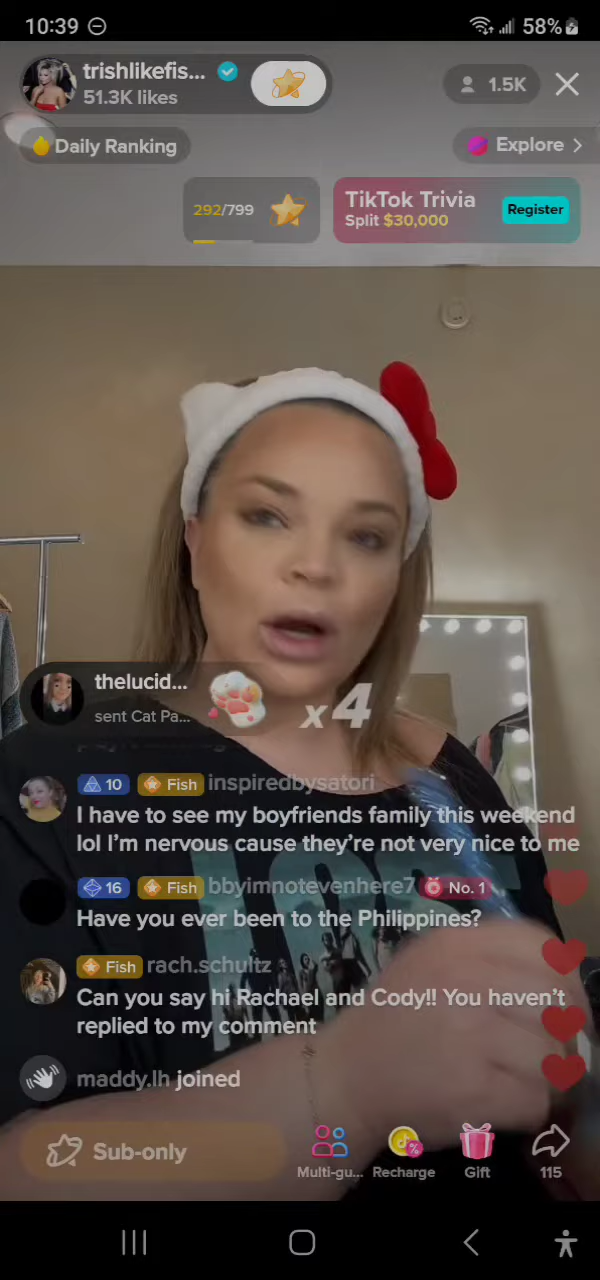 10:39
58%
trishlikefis...
51.3K likes
1.5K
Daily Ranking
Explore
292/799
TikTok Trivia
Split $30,000
Register
thelucid...
sent Cat Pa...
x4
10 Fish inspiredbysatori
I have to see my boyfriends family this weekend
lol I'm nervous cause they're not very nice to me
16 Fish bbyimnotevenhere7 No. 1
Have you ever been to the Philippines?
Fish rach.schultz
Can you say hi Rachael and Cody!! You haven't
replied to my comment
maddy.lh joined
Sub-only
Multi-gu...
Recharge
Gift
115